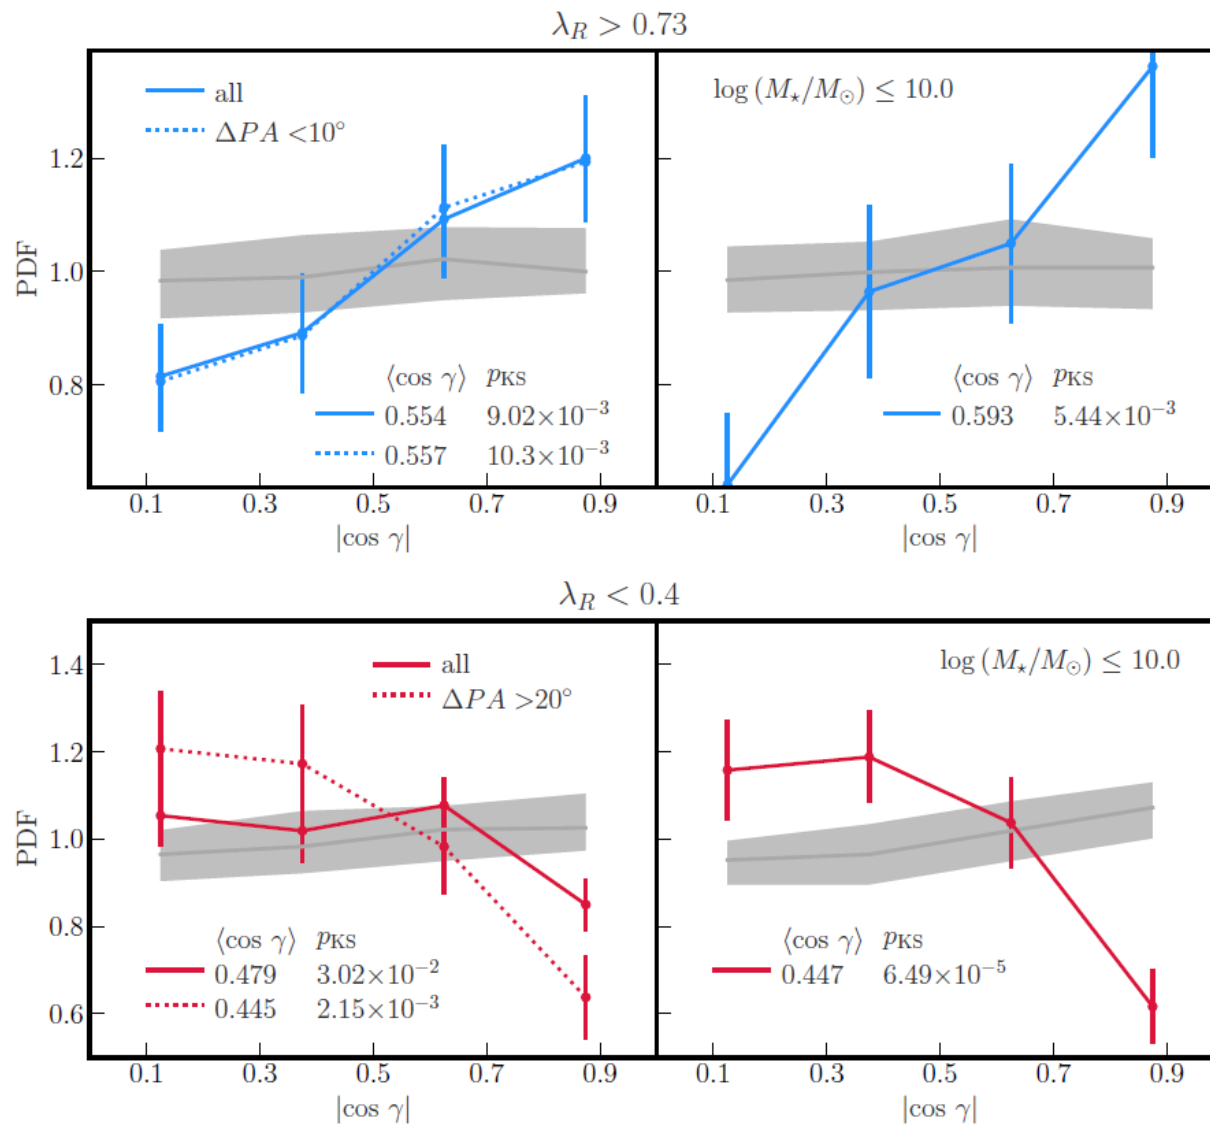 λ_R > 0.73
all
ΔPA <10°
log (M⋆/M⊙) ≤ 10.0
1.2
1.0
0.8
PDF
⟨cos γ⟩ p_KS
0.554 9.02×10⁻³
0.557 10.3×10⁻³
⟨cos γ⟩ p_KS
0.593 5.44×10⁻³
0.1 0.3 0.5 0.7 0.9
0.1 0.3 0.5 0.7 0.9
|cos γ|
|cos γ|
λ_R < 0.4
all
ΔPA >20°
log (M⋆/M⊙) ≤ 10.0
1.4
1.2
1.0
0.8
0.6
PDF
⟨cos γ⟩ p_KS
0.479 3.02×10⁻²
0.445 2.15×10⁻³
⟨cos γ⟩ p_KS
0.447 6.49×10⁻⁵
0.1 0.3 0.5 0.7 0.9
0.1 0.3 0.5 0.7 0.9
|cos γ|
|cos γ|